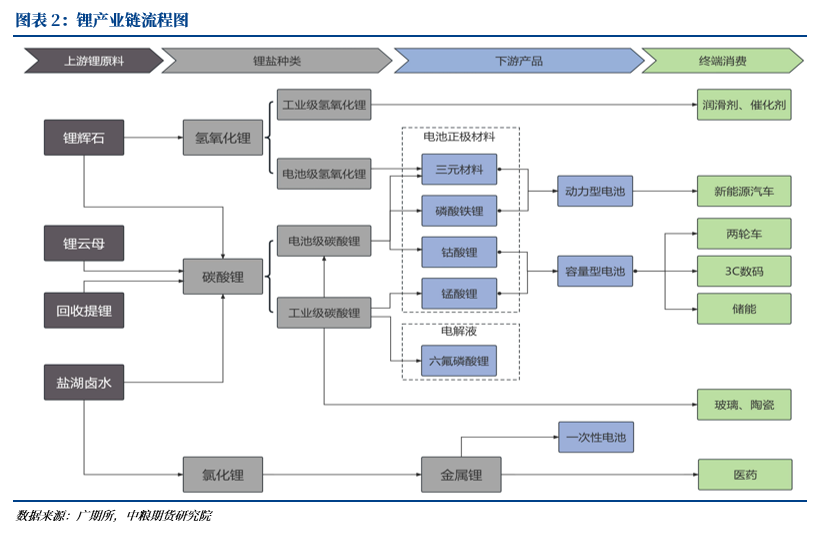 图表 2：锂产业链流程图
上游锂原料
锂盐种类
下游产品
终端消费
工业级氢氧化锂
润滑剂、催化剂
锂辉石
氢氧化锂
电池正极材料
电池级氢氧化锂
三元材料
动力型电池
新能源汽车
磷酸铁锂
锂云母
电池级碳酸锂
钴酸锂
两轮车
碳酸锂
容量型电池
3C数码
回收提锂
工业级碳酸锂
锰酸锂
储能
电解液
六氟磷酸锂
盐湖卤水
玻璃、陶瓷
一次性电池
氯化锂
金属锂
医药
数据来源：广期所，中粮期货研究院